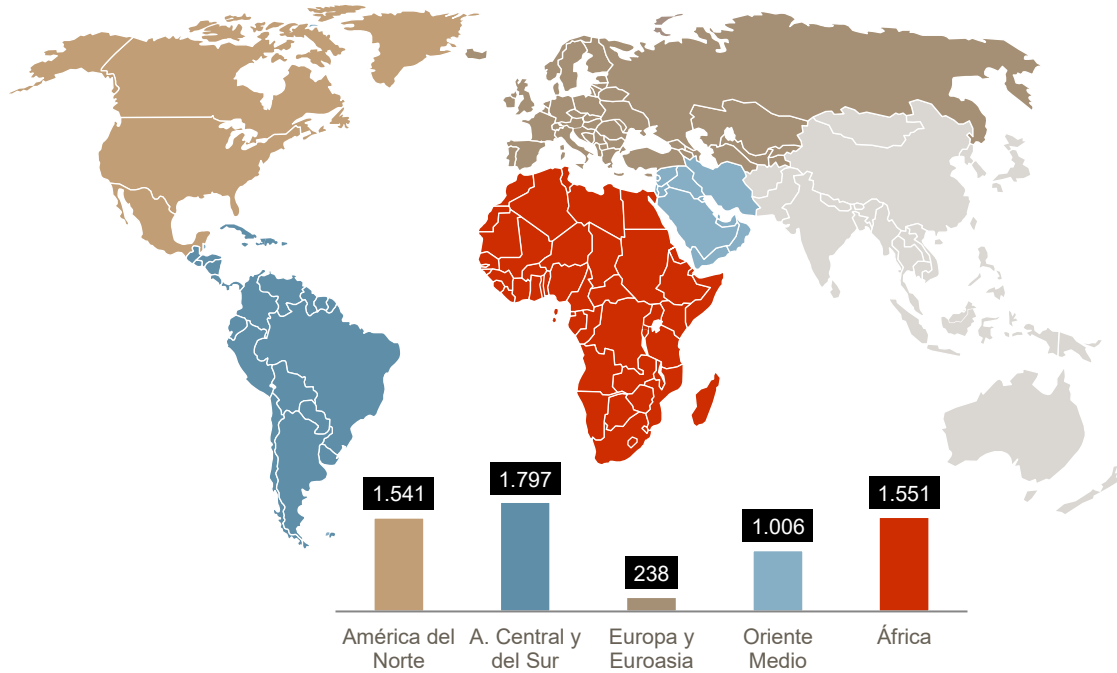 1.541
1.797
238
1.006
1.551
América del
Norte
A. Central y
del Sur
Europa y
Euroasia
Oriente
Medio
África